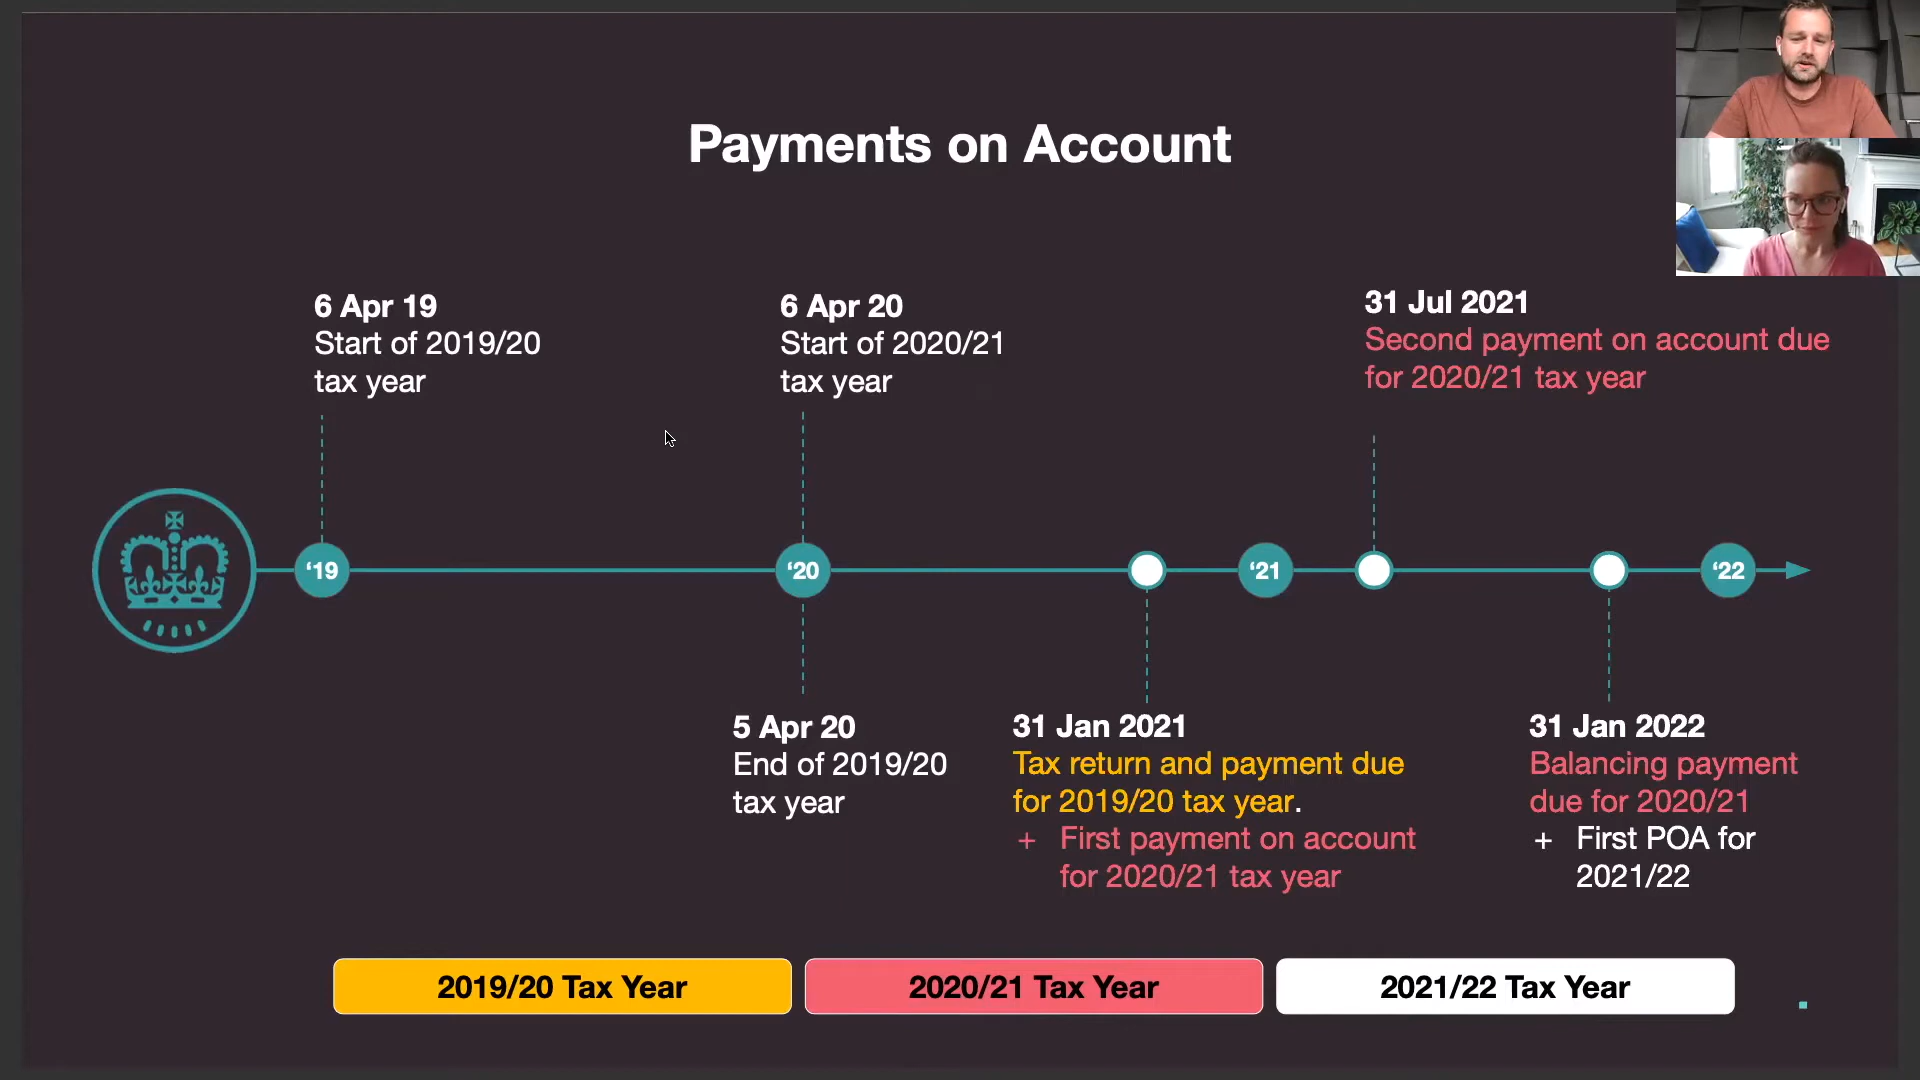 Payments on Account
6 Apr 19
Start of 2019/20
tax year
6 Apr 20
Start of 2020/21
tax year
31 Jul 2021
Second payment on account due
for 2020/21 tax year
‘19
‘20
‘21
‘22
5 Apr 20
End of 2019/20
tax year
31 Jan 2021
Tax return and payment due
for 2019/20 tax year.
+ First payment on account
for 2020/21 tax year
31 Jan 2022
Balancing payment
due for 2020/21
+ First POA for
2021/22
2019/20 Tax Year
2020/21 Tax Year
2021/22 Tax Year